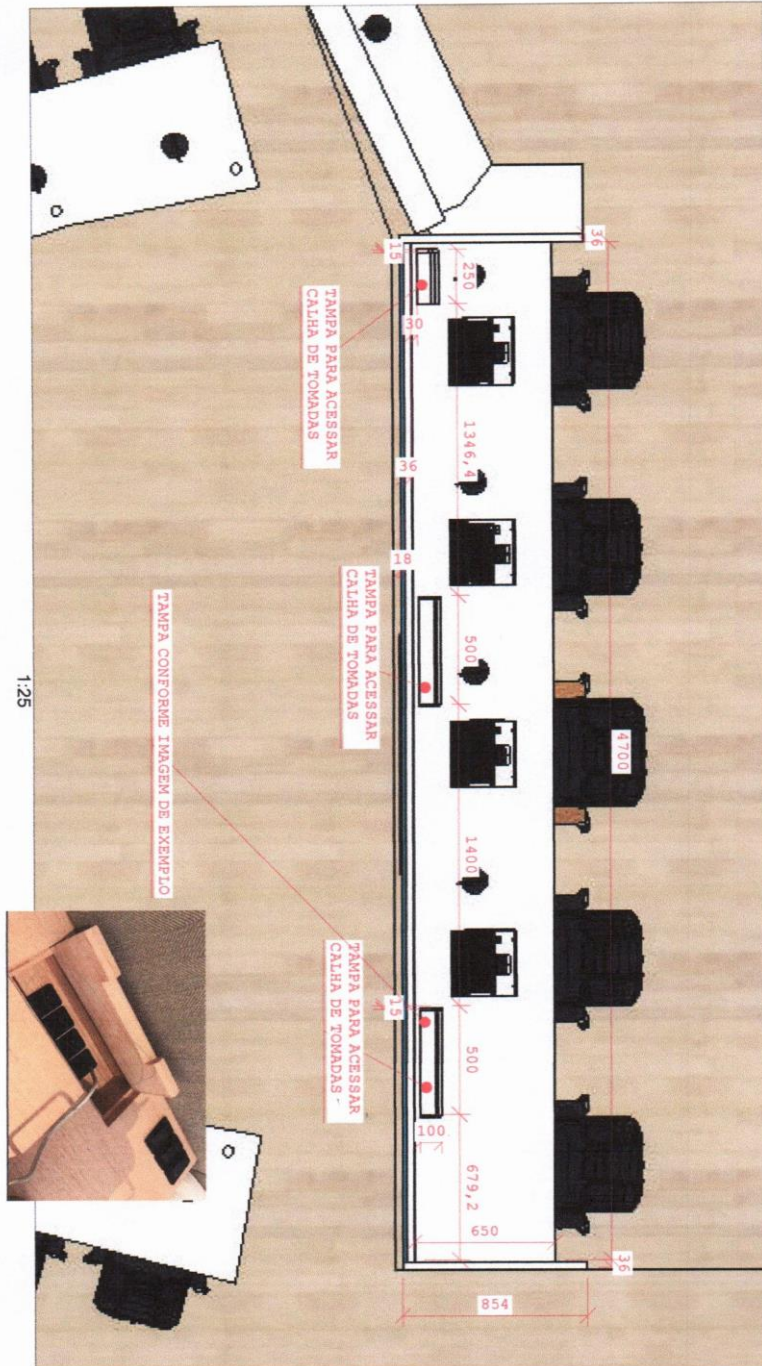 36
15
250
TAMPA PARA ACESSAR
CALHA DE TOMADAS
30
1346,4
36
18
TAMPA PARA ACESSAR
CALHA DE TOMADAS
500
4700
1400
TAMPA CONFORME IMAGEM DE EXEMPLO
TAMPA PARA ACESSAR
CALHA DE TOMADAS
15
500
100
679,2
650
36
854
1:25